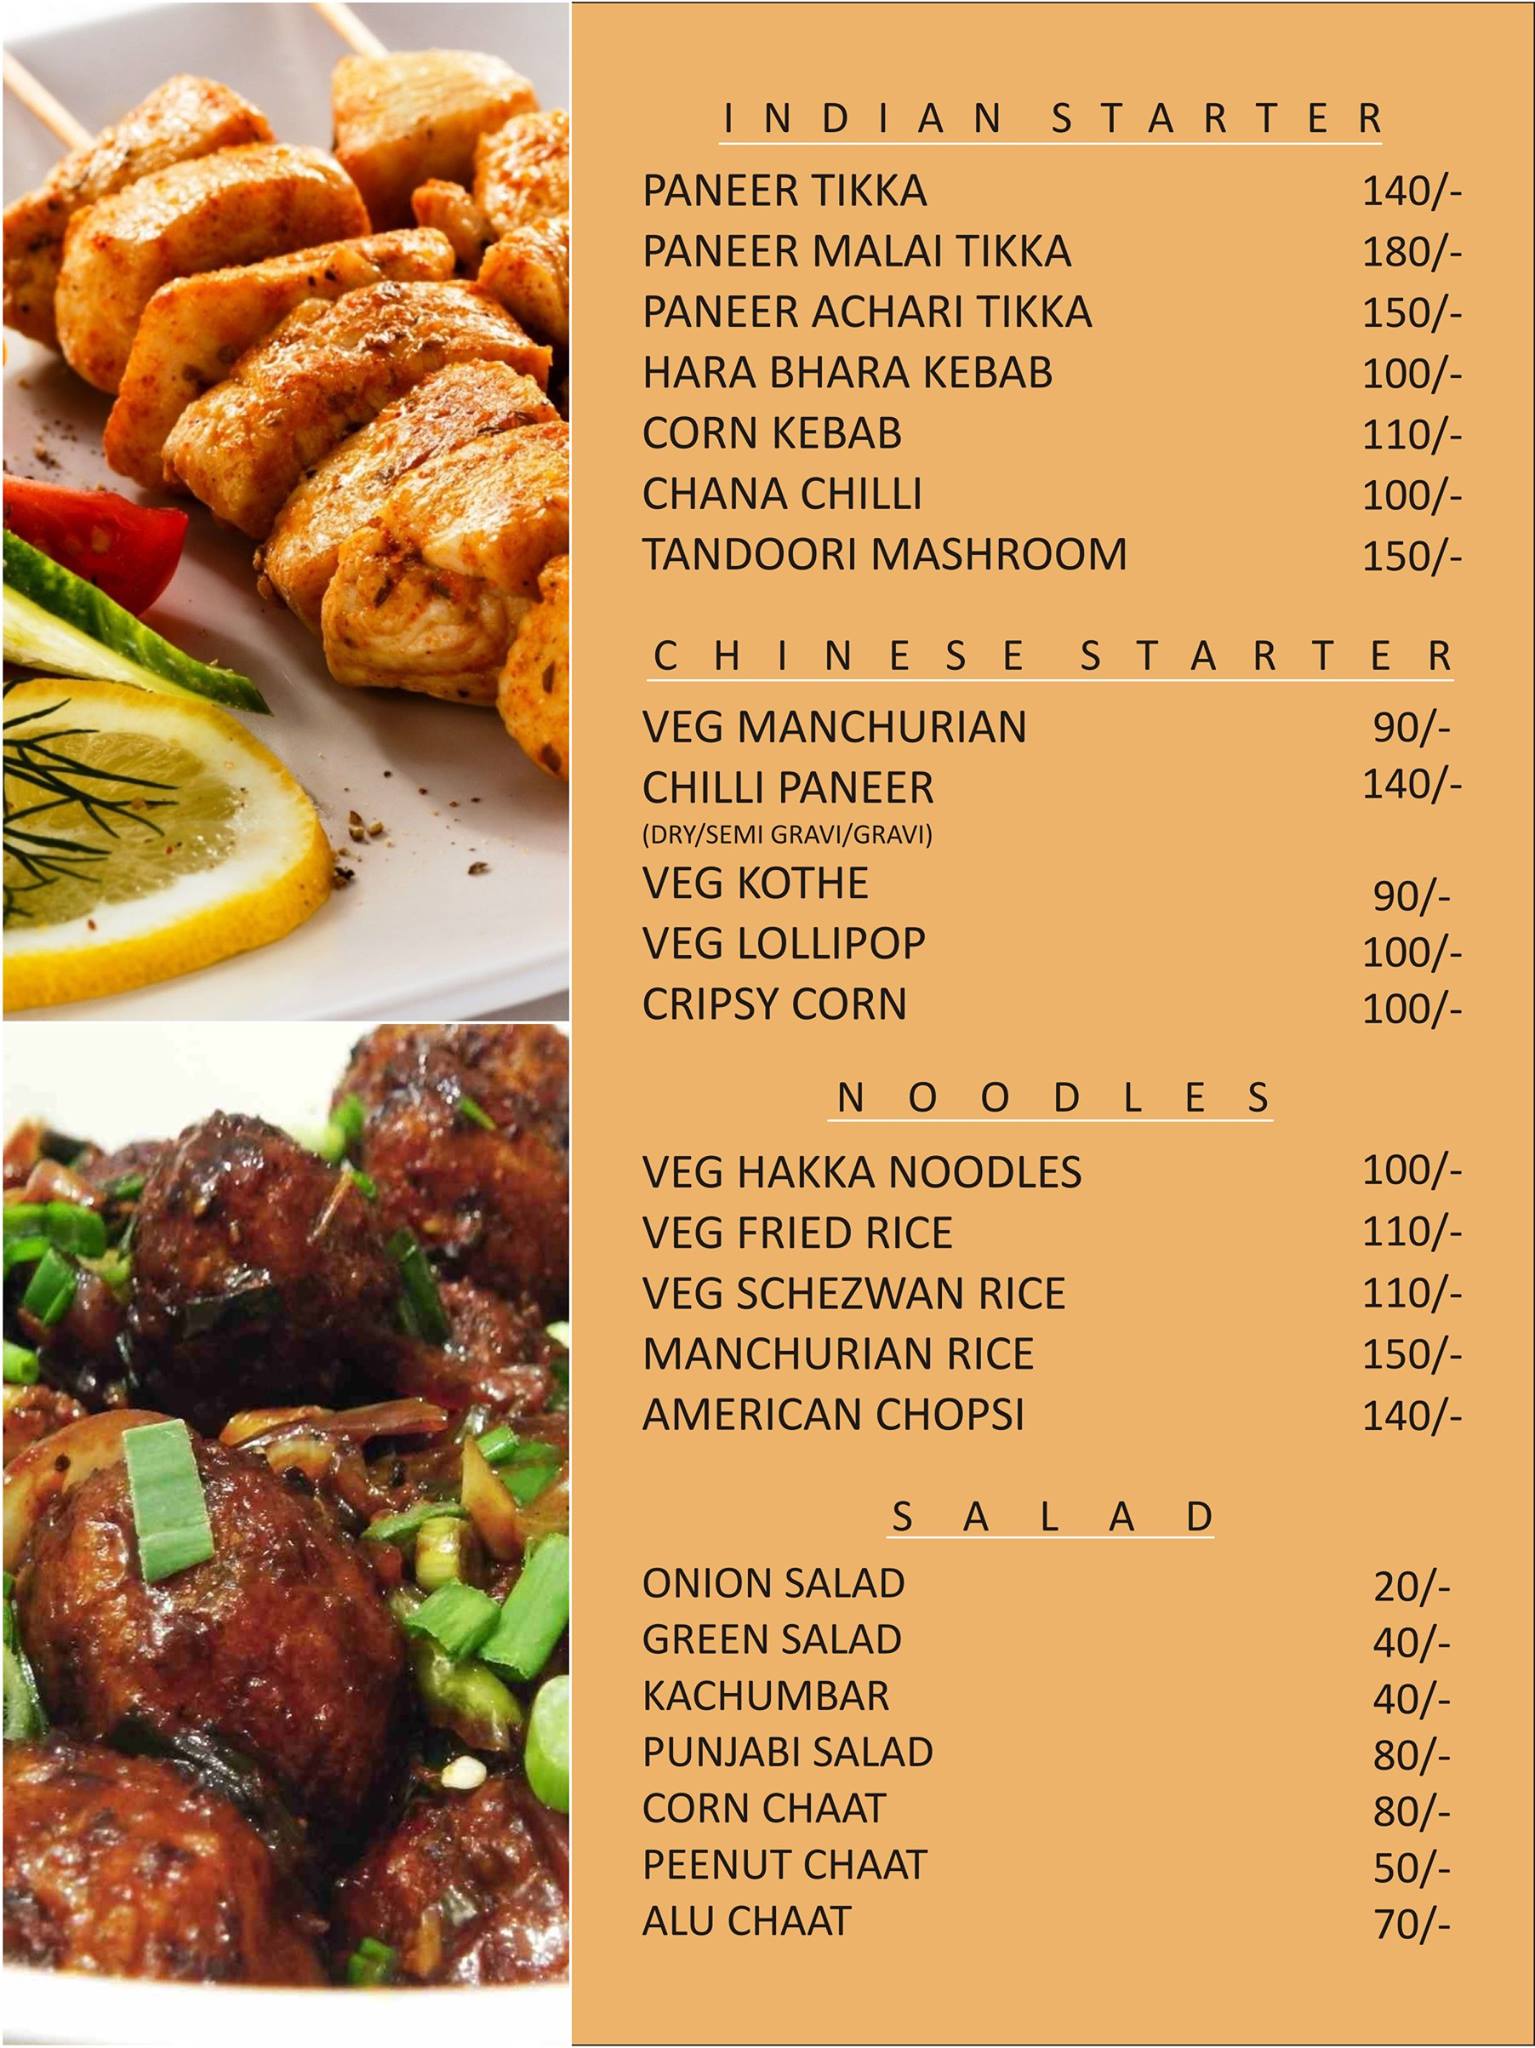 INDIAN STARTER
PANEER TIKKA 140/-
PANEER MALAI TIKKA 180/-
PANEER ACHARI TIKKA 150/-
HARA BHARA KEBAB 100/-
CORN KEBAB 110/-
CHANA CHILLI 100/-
TANDOORI MASHROOM 150/-
CHINESE STARTER
VEG MANCHURIAN 90/-
CHILLI PANEER 140/-
(DRY/SEMI GRAVI/GRAVI)
VEG KOTHE 90/-
VEG LOLLIPOP 100/-
CRIPSY CORN 100/-
NOODLES
VEG HAKKA NOODLES 100/-
VEG FRIED RICE 110/-
VEG SCHEZWAN RICE 110/-
MANCHURIAN RICE 150/-
AMERICAN CHOPSI 140/-
SALAD
ONION SALAD 20/-
GREEN SALAD 40/-
KACHUMBAR 40/-
PUNJABI SALAD 80/-
CORN CHAAT 80/-
PEENUT CHAAT 50/-
ALU CHAAT 70/-